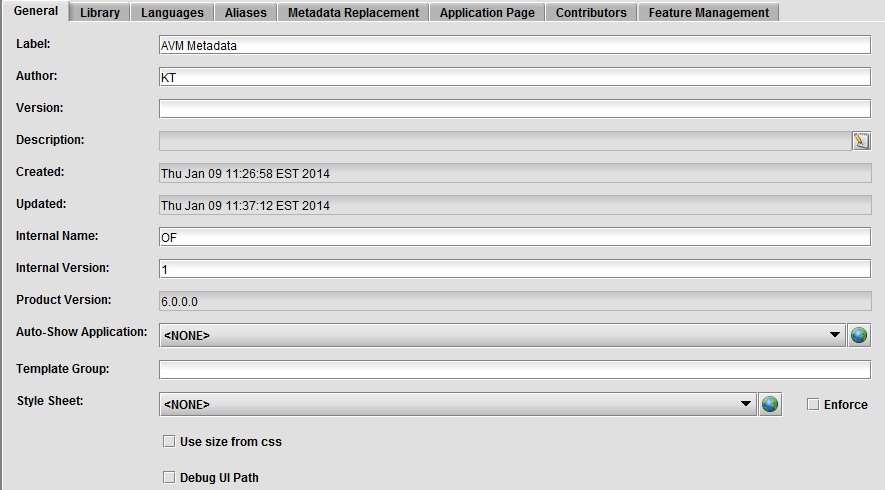 General Library Languages Aliases Metadata Replacement Application Page Contributors Feature Management
Label: AVM Metadata
Author: KT
Version:
Description:
Created: Thu Jan 09 11:26:58 EST 2014
Updated: Thu Jan 09 11:37:12 EST 2014
Internal Name: OF
Internal Version: 1
Product Version: 6.0.0.0
Auto-Show Application: <NONE>
Template Group:
Style Sheet: <NONE> Enforce
Use size from css
Debug UI Path